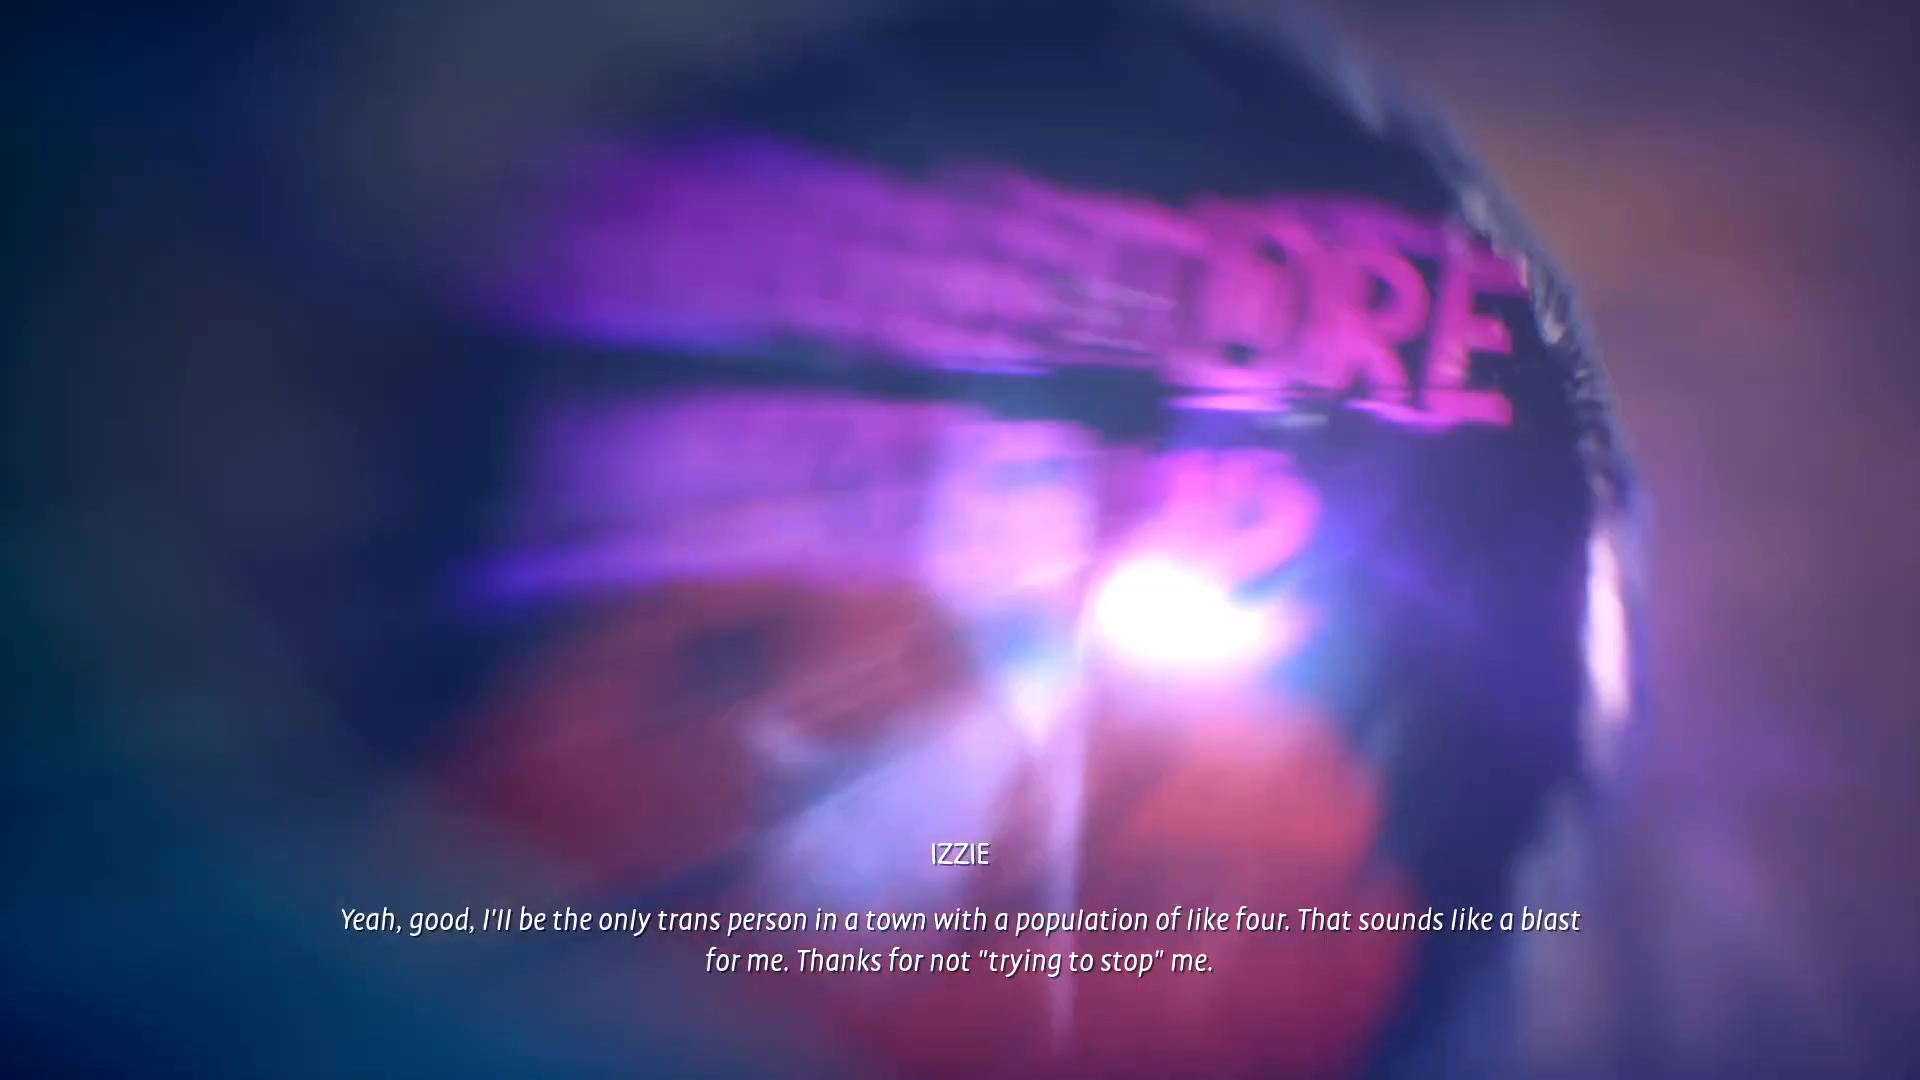 ORE
IZZIE
Yeah, good, I'll be the only trans person in a town with a population of like four. That sounds like a blast
for me. Thanks for not "trying to stop" me.